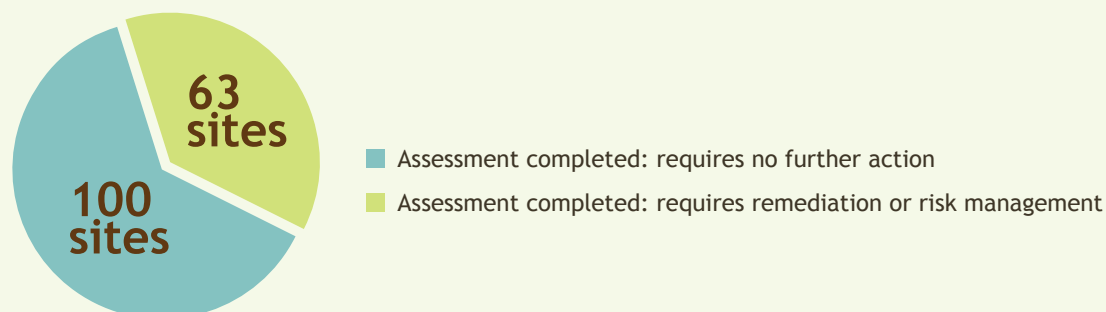 63
sites
100
sites
Assessment completed: requires no further action
Assessment completed: requires remediation or risk management